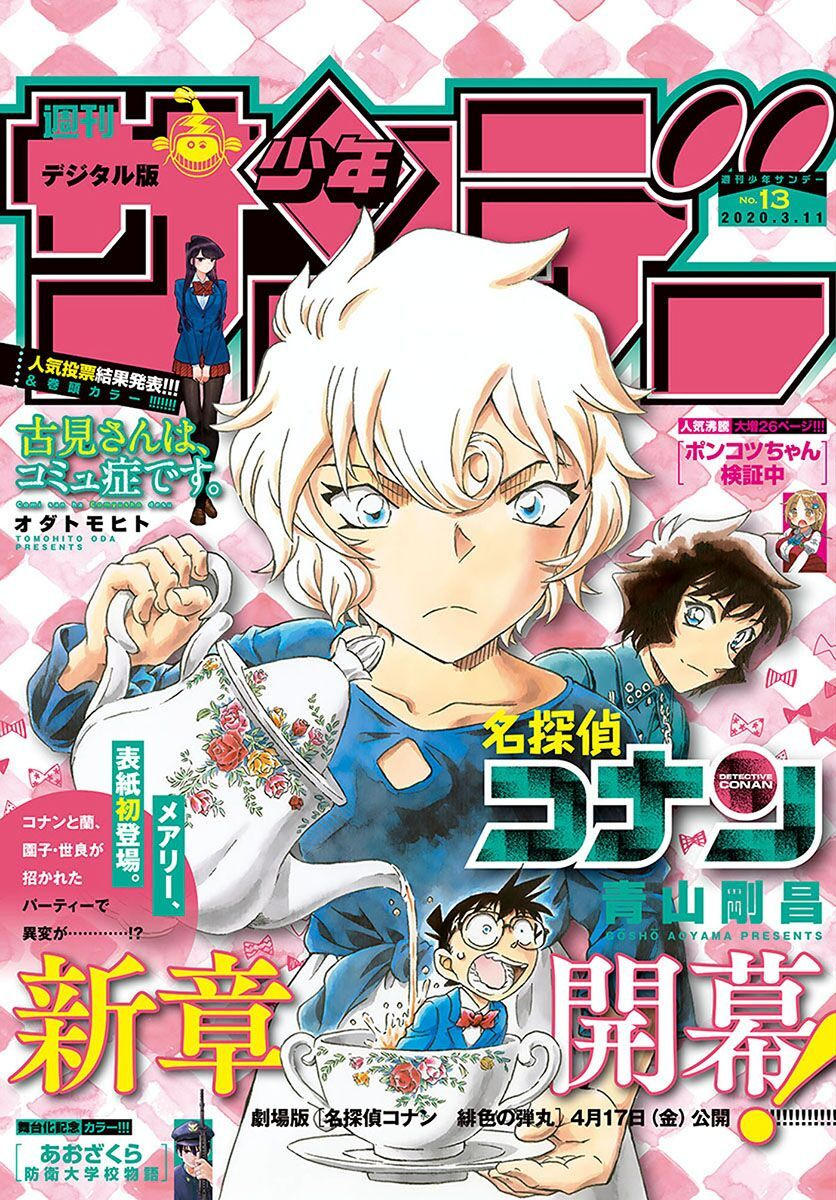 週刊
デジタル版
少年
サンデー
週刊少年サンデー
No.13
2020.3.11
人気投票結果発表!!!
&巻頭カラー!!!!!!!
古見さんは、
コミュ症です。
Comi san ha Comyusho desu
オダトモヒト
TOMOHITO ODA
PRESENTS
人気沸騰 大増26ページ!!!
[ポンコツちゃん
検証中]
名探偵
コナン
DETECTIVE
CONAN
青山剛昌
GOSHO AOYAMA PRESENTS
メアリー、
表紙初登場。
コナンと蘭、
園子・世良が
招かれた
パーティーで
異変が…………!?
新章開幕!
劇場版[名探偵コナン 緋色の弾丸]4月17日(金)公開
舞台化記念カラー!!!
[あおざくら
防衛大学校物語]